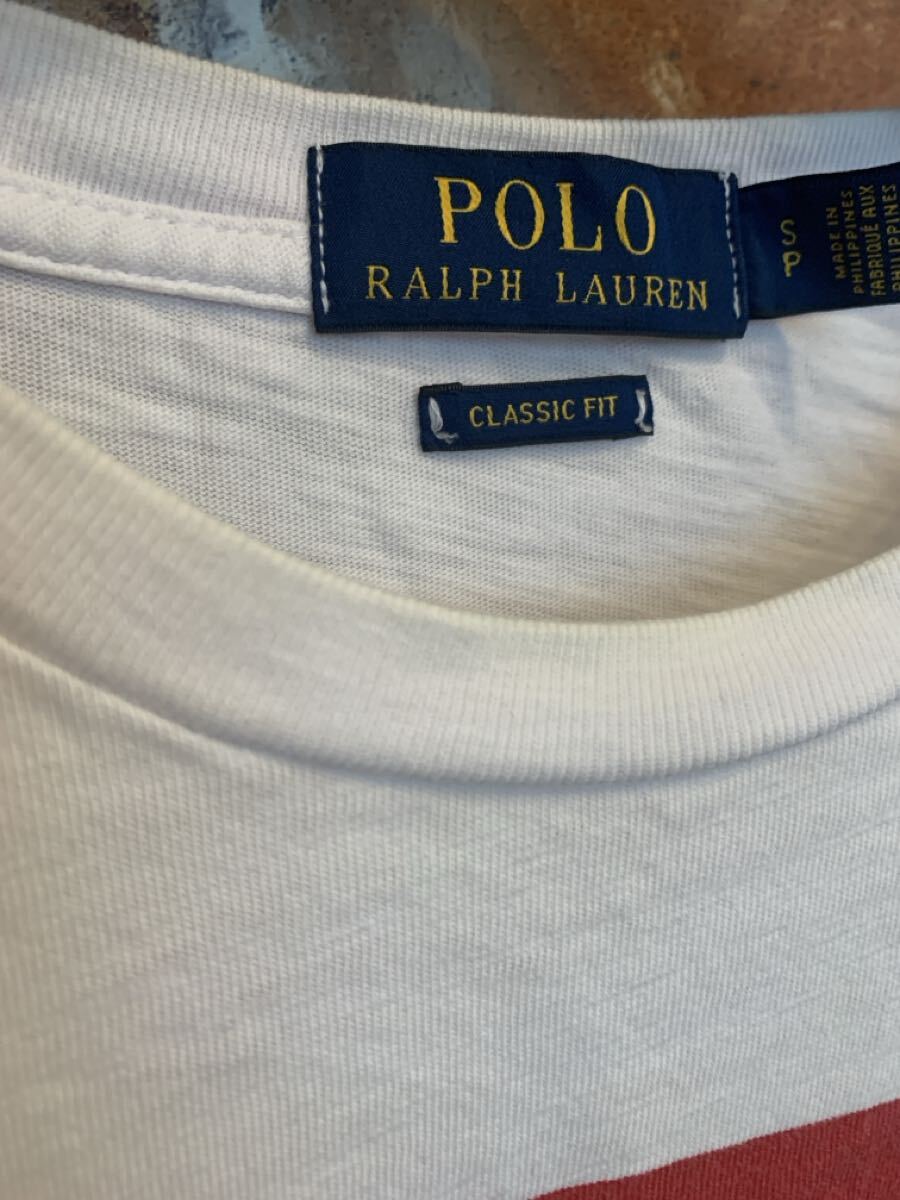 POLO
RALPH LAUREN
CLASSIC FIT
S
P
MADE IN
PHILIPPINES
FABRIQUÉ AUX
PHILIPPINES